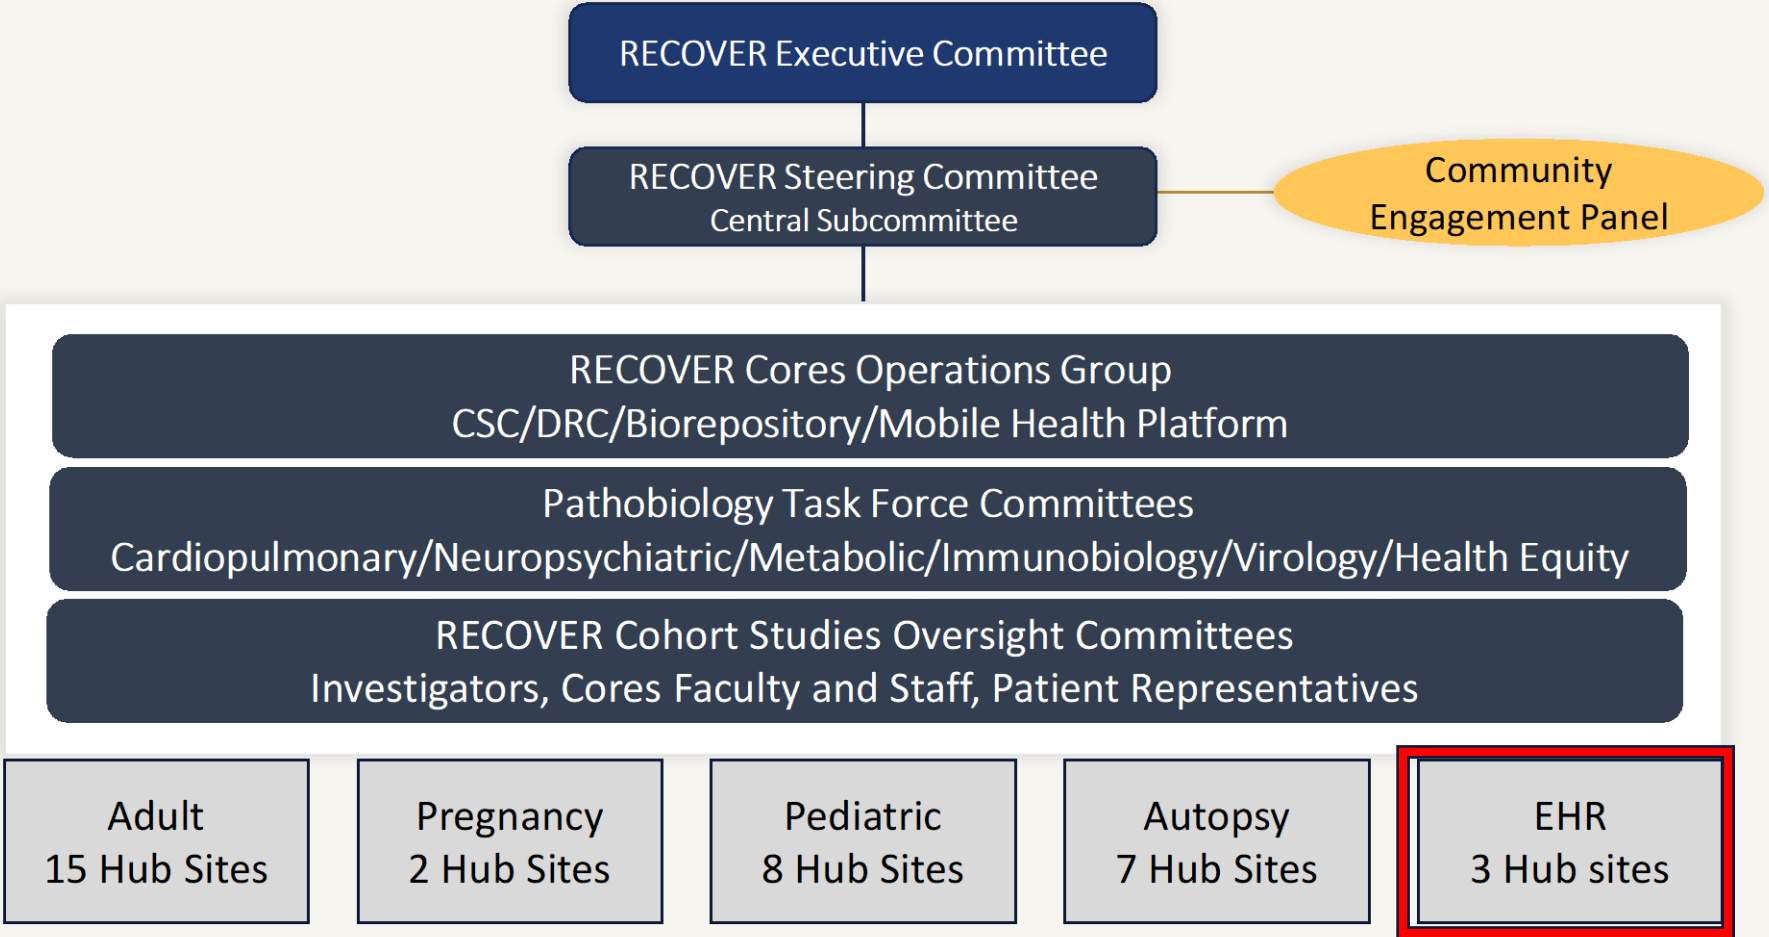 RECOVER Executive Committee
RECOVER Steering Committee
Central Subcommittee
Community
Engagement Panel
RECOVER Cores Operations Group
CSC/DRC/Biorepository/Mobile Health Platform
Pathobiology Task Force Committees
Cardiopulmonary/Neuropsychiatric/Metabolic/Immunobiology/Virology/Health Equity
RECOVER Cohort Studies Oversight Committees
Investigators, Cores Faculty and Staff, Patient Representatives
Adult
15 Hub Sites
Pregnancy
2 Hub Sites
Pediatric
8 Hub Sites
Autopsy
7 Hub Sites
EHR
3 Hub sites